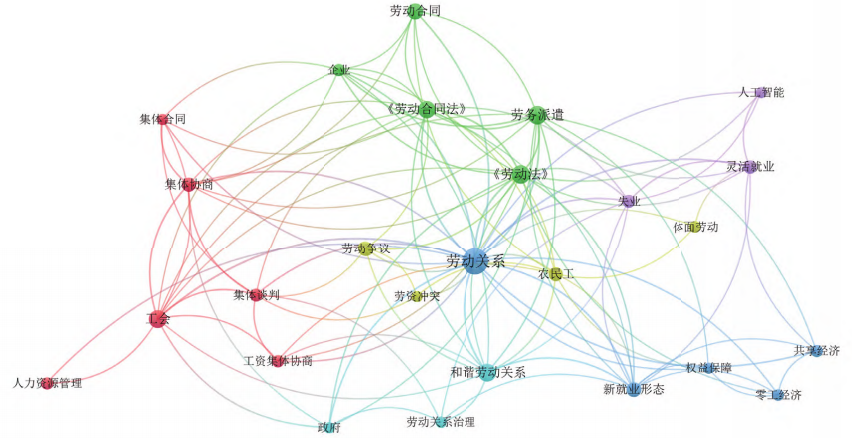 劳动合同
企业
人工智能
《劳动合同法》
劳务派遣
集体合同
灵活就业
《劳动法》
集体协商
失业
体面劳动
劳动争议
劳动关系
农民工
集体谈判
劳资冲突
工会
共享经济
工资集体协商
权益保障
和谐劳动关系
人力资源管理
新就业形态
零工经济
劳动关系治理
政府